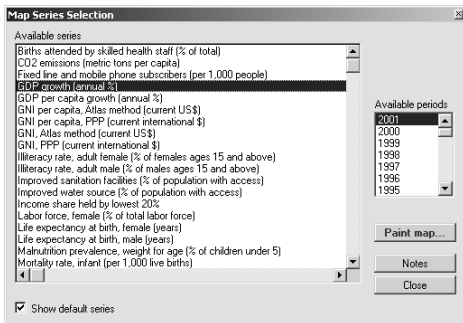 Map Series Selection
Available series
Births attended by skilled health staff (% of total)
CO2 emissions (metric tons per capita)
Fixed line and mobile phone subscribers (per 1,000 people)
GDP growth (annual %)
GDP per capita growth (annual %)
GNI per capita, Atlas method (current US$)
GNI per capita, PPP (current international $)
GNI, Atlas method (current US$)
GNI, PPP (current international $)
Illiteracy rate, adult female (% of females ages 15 and above)
Illiteracy rate, adult male (% of males ages 15 and above)
Improved sanitation facilities (% of population with access)
Improved water source (% of population with access)
Income share held by lowest 20%
Labor force, female (% of total labor force)
Life expectancy at birth, female (years)
Life expectancy at birth, male (years)
Malnutrition prevalence, weight for age (% of children under 5)
Mortality rate, infant (per 1,000 live births)
Show default series
Available periods
2001
2000
1999
1998
1997
1996
1995
Paint map...
Notes
Close